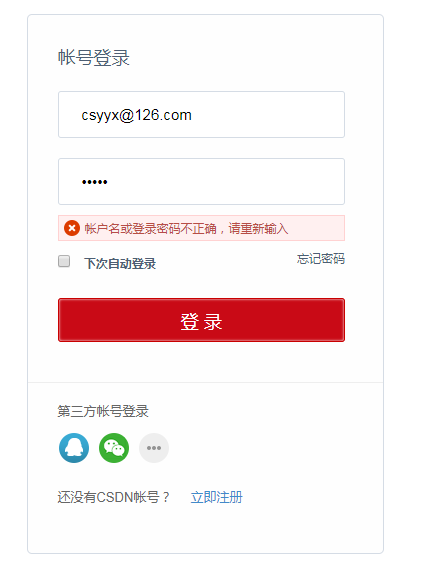 帐号登录
csyyx@126.com
•••••
帐户名或登录密码不正确，请重新输入
下次自动登录 忘记密码
登 录
第三方帐号登录
还没有CSDN帐号？ 立即注册